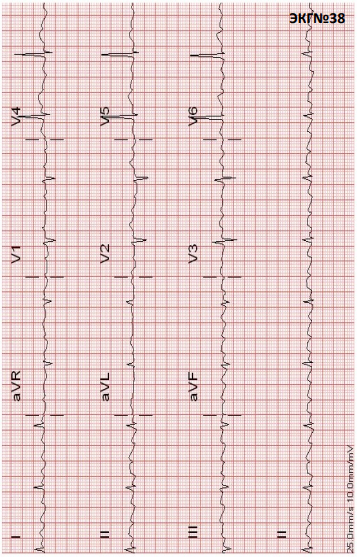 ЭКГ№38
I
aVR
V1
V4
II
aVL
V2
V5
III
aVF
V3
V6
II
25.0mm/s 10.0mm/mV